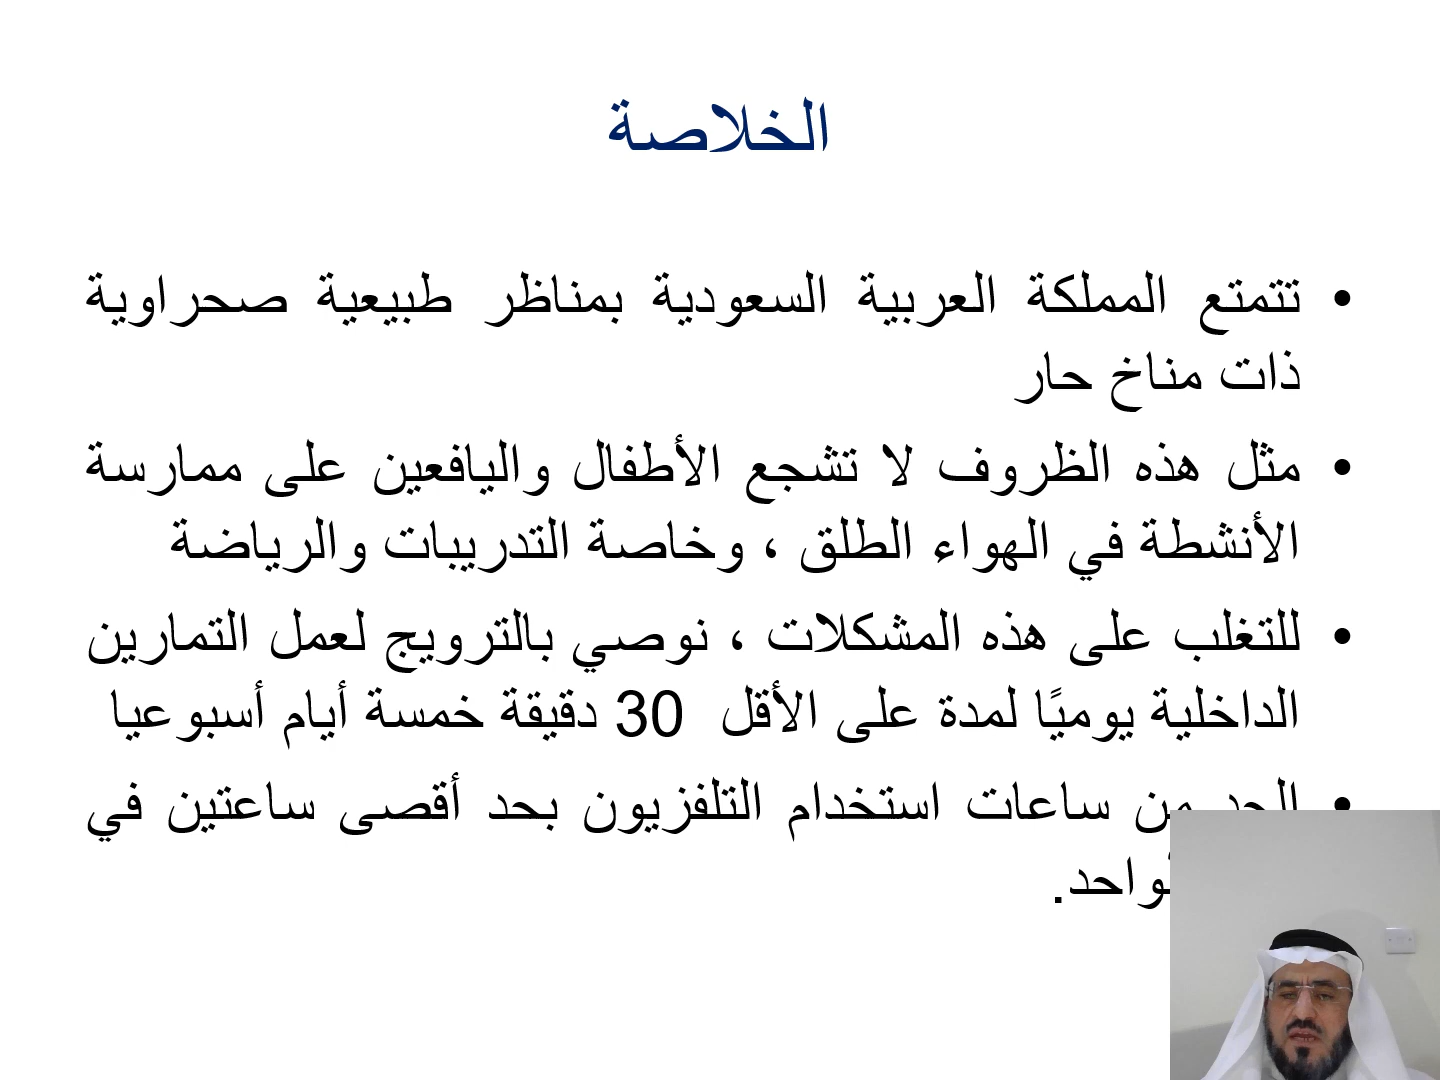 الخلاصة
• تتمتع المملكة العربية السعودية بمناظر طبيعية صحراوية
ذات مناخ حار
• مثل هذه الظروف لا تشجع الأطفال واليافعين على ممارسة
الأنشطة في الهواء الطلق ، وخاصة التدريبات والرياضة
• للتغلب على هذه المشكلات ، نوصي بالترويج لعمل التمارين
الداخلية يوميًا لمدة على الأقل 30 دقيقة خمسة أيام أسبوعيا
• الحد من ساعات استخدام التلفزيون بحد أقصى ساعتين في